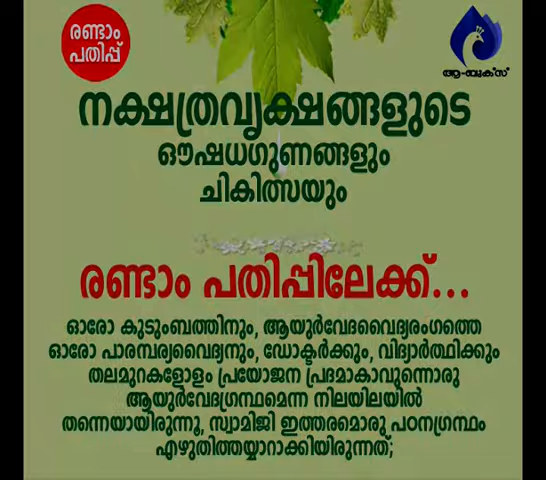 രണ്ടാം
പതിപ്പ്
ആ-ബുക്സ്
നക്ഷത്രവൃക്ഷങ്ങളുടെ
ഔഷധഗുണങ്ങളും
ചികിത്സയും
രണ്ടാം പതിപ്പിലേക്ക്...
ഓരോ കുടുംബത്തിനും, ആയുർവേദവൈദ്യരംഗത്തെ
ഓരോ പാരമ്പര്യവൈദ്യനും, ഡോക്ടർക്കും, വിദ്യാർത്ഥിക്കും
തലമുറകളോളം പ്രയോജന പ്രദമാകാവുന്നൊരു
ആയുർവേദഗ്രന്ഥമെന്ന നിലയിലയിൽ
തന്നെയായിരുന്നൂ, സ്വാമിജി ഇത്തരമൊരു പഠനഗ്രന്ഥം
എഴുതിത്തയ്യാറാക്കിയിരുന്നത്;